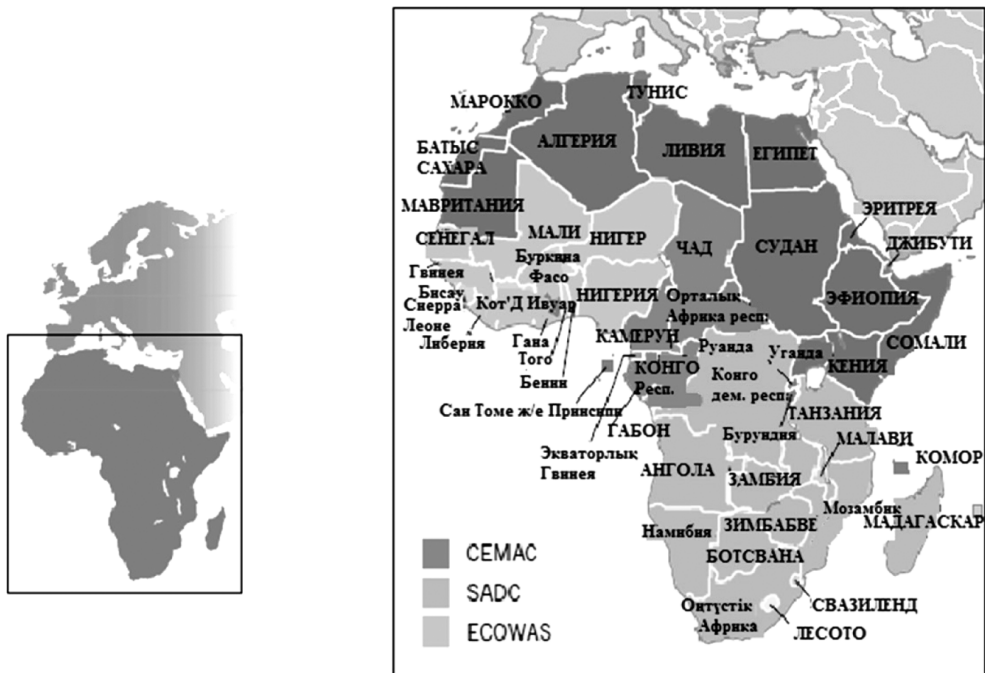 МАРОККО
ТУНИС
АЛГЕРИЯ
ЛИВИЯ
ЕГИПЕТ
БАТЫС
САХАРА
МАВРИТАНИЯ
МАЛИ
НИГЕР
ЧАД
СУДАН
ЭРИТРЕЯ
ДЖИБУТИ
СЕНЕГАЛ
Буркина
Фасо
Гвинея
Бисау
НИГЕРИЯ
Орталық
Африка респ.
ЭФИОПИЯ
Сиерра
Леоне
Кот'Д Ивуар
Либерия
Гана
Того
Бенин
КАМЕРУН
Руанда
Уганда
КЕНИЯ
СОМАЛИ
КОНГО
Респ.
Конго
дем. респ.
Сан Томе ж/е Принсипи
ТАНЗАНИЯ
ГАБОН
Бурундия
МАЛАВИ
Экваторлық
Гвинея
АНГОЛА
ЗАМБИЯ
КОМОР
Мозамбик
МАДАГАСКАР
Намибия
ЗИМБАБВЕ
БОТСВАНА
CEMAC
SADC
ECOWAS
Оңтүстік
Африка
СВАЗИЛЕНД
ЛЕСОТО